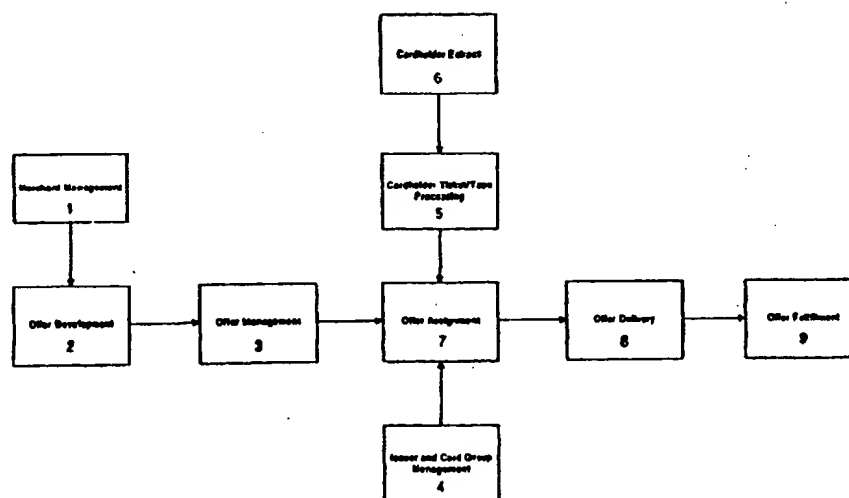 Cardholder Extract
6
Merchant Management
1
Cardholder Ticket/Tape
Processing
5
Offer Development
2
Offer Management
3
Offer Assignment
7
Offer Delivery
8
Offer Fulfillment
9
Issuer and Card Group
Management
4